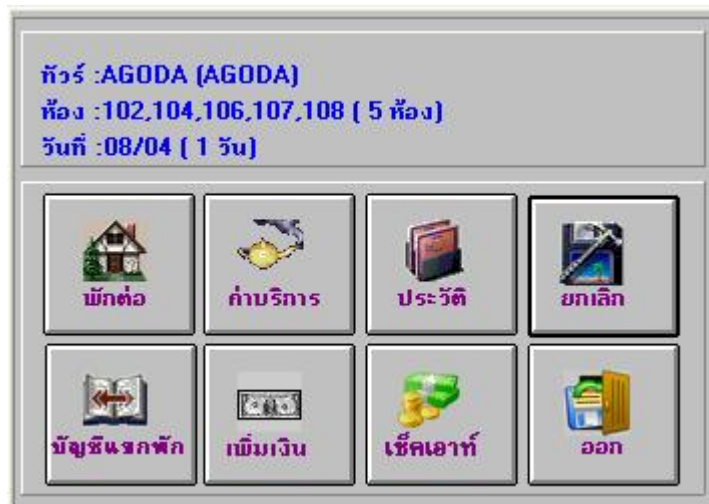 ทัวร์ :AGODA (AGODA)
ห้อง :102,104,106,107,108 ( 5 ห้อง)
วันที่ :08/04 ( 1 วัน)
พักต่อ
ค่าบริการ
ประวัติ
ยกเลิก
บัญชีแขกพัก
เพิ่มเงิน
เช็คเอาท์
ออก